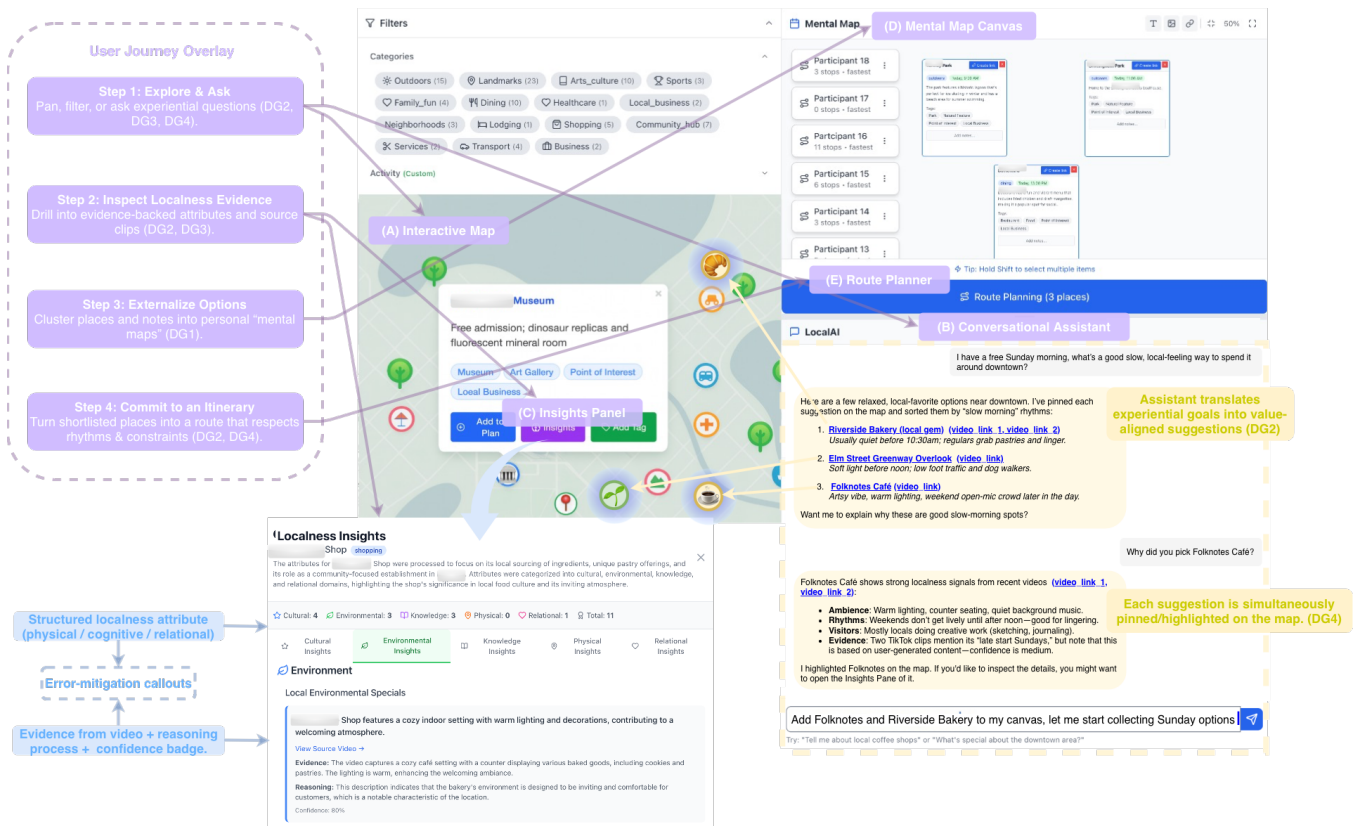 User Journey Overlay
Step 1: Explore & Ask
Pan, filter, or ask experiential questions (DG2,
DG3, DG4).
Step 2: Inspect Localness Evidence
Drill into evidence-backed attributes and source
clips (DG2, DG3).
Step 3: Externalize Options
Cluster places and notes into personal “mental
maps” (DG1).
Step 4: Commit to an Itinerary
Turn shortlisted places into a route that respects
rhythms & constraints (DG2, DG4).
Filters
Categories
Outdoors (15)
Landmarks (23)
Arts_culture (10)
Sports (3)
Family_fun (4)
Dining (10)
Healthcare (1)
Local_business (2)
Neighborhoods (3)
Lodging (1)
Shopping (5)
Community_hub (7)
Services (2)
Transport (4)
Business (2)
Activity (Custom)
(A) Interactive Map
Museum
Free admission; dinosaur replicas and
fluorescent mineral room
Museum
Art Gallery
Point of Interest
Local Business
(C) Insights Panel
Add to
Plan
Insights
Add Tag
Mental Map
(D) Mental Map Canvas
50%
Participant 18
3 stops - fastest
Participant 17
0 stops - fastest
Participant 16
11 stops - fastest
Participant 15
6 stops - fastest
Participant 14
3 stops - fastest
Participant 13
Tip: Hold Shift to select multiple items
(E) Route Planner
Route Planning (3 places)
(B) Conversational Assistant
LocalAI
I have a free Sunday morning, what's a good slow, local-feeling way to spend it
around downtown?
Here are a few relaxed, local-favorite options near downtown. I've pinned each
suggestion on the map and sorted them by “slow morning” rhythms:
1. Riverside Bakery (local gem) (video_link_1, video_link_2)
Usually quiet before 10:30am; regulars grab pastries and linger.
2. Elm Street Greenway Overlook (video_link)
Soft light before noon; low foot traffic and dog walkers.
3. Folknotes Café (video_link)
Artsy vibe, warm lighting, weekend open-mic crowd later in the day.
Want me to explain why these are good slow-morning spots?
Assistant translates
experiential goals into value-
aligned suggestions (DG2)
Why did you pick Folknotes Café?
Folknotes Café shows strong localness signals from recent videos (video_link_1,
video_link_2):
• Ambience: Warm lighting, counter seating, quiet background music.
• Rhythms: Weekends don't get lively until after noon—good for lingering.
• Visitors: Mostly locals doing creative work (sketching, journaling).
• Evidence: Two TikTok clips mention its “late start Sundays,” but note that this
is based on user-generated content—confidence is medium.
I highlighted Folknotes on the map. If you'd like to inspect the details, you might want
to open the Insights Pane of it.
Each suggestion is simultaneously
pinned/highlighted on the map. (DG4)
Add Folknotes and Riverside Bakery to my canvas, let me start collecting Sunday options
Try: "Tell me about local coffee shops" or "What's special about the downtown area?"
Localness Insights
Shop shopping
The attributes for Shop were processed to focus on its local sourcing of ingredients, unique pastry offerings, and
its role as a community-focused establishment in Attributes were categorized into cultural, environmental, knowledge,
and relational domains, highlighting the shop's significance in local food culture and its inviting atmosphere.
Cultural: 4
Environmental: 3
Knowledge: 3
Physical: 0
Relational: 1
Total: 11
Cultural
Insights
Environmental
Insights
Knowledge
Insights
Physical
Insights
Relational
Insights
Environment
Local Environmental Specials
Shop features a cozy indoor setting with warm lighting and decorations, contributing to a
welcoming atmosphere.
View Source Video →
Evidence: The video captures a cozy café setting with a counter displaying various baked goods, including cookies and
pastries. The lighting is warm, enhancing the welcoming ambiance.
Reasoning: This description indicates that the bakery's environment is designed to be inviting and comfortable for
customers, which is a notable characteristic of the location.
Confidence: 80%
Structured localness attribute
(physical / cognitive / relational)
Error-mitigation callouts
Evidence from video + reasoning
process + confidence badge.